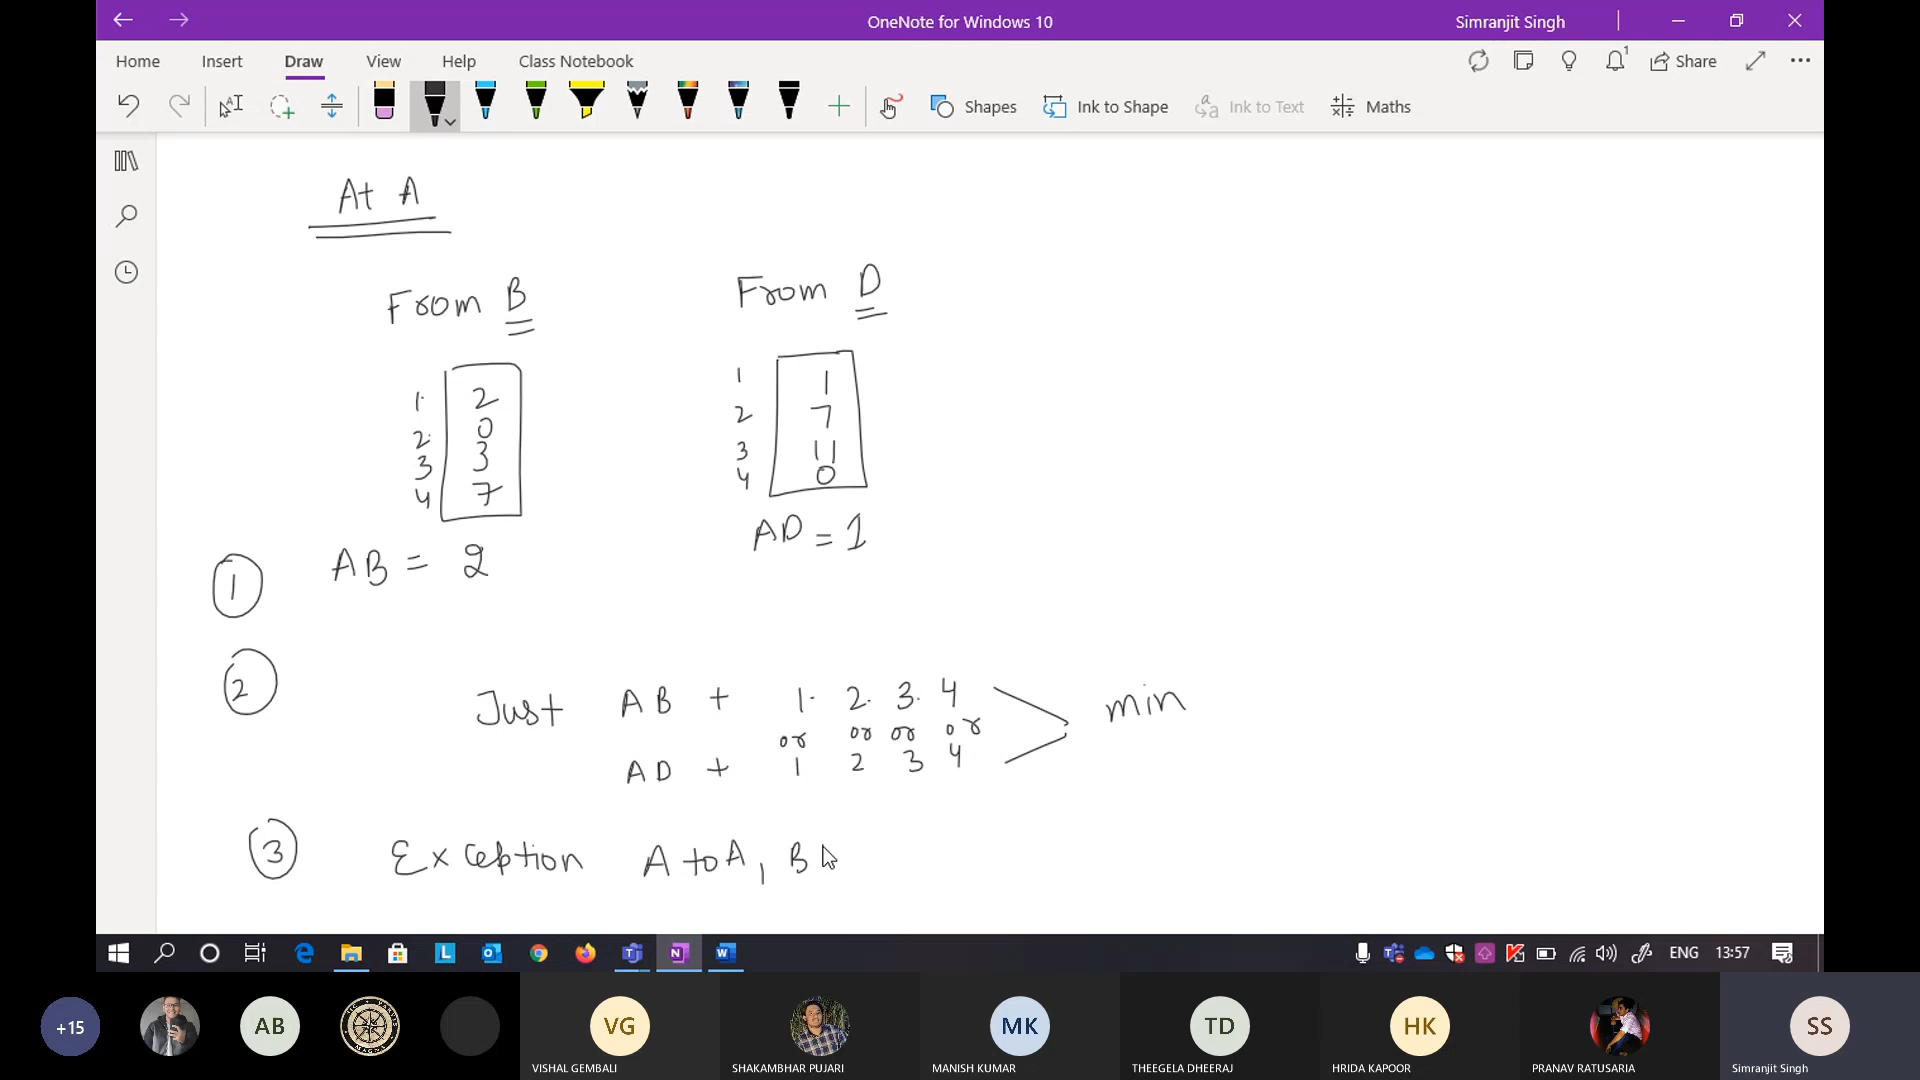 OneNote for Windows 10
Simranjit Singh
Home Insert Draw View Help Class Notebook
1
Share
Shapes Ink to Shape Ink to Text Maths
At A
From B From D
1. 2
2. 0
3 3
4 7
1 1
2 7
3 11
4 0
AD = 1
1 AB = 2
2
Just AB + 1. 2. 3. 4
or or or or
AD + 1 2 3 4
min
3 Exception A to A, B
ENG 13:57
+15 AB VG MK TD HK SS
VISHAL GEMBALI SHAKAMBHAR PUJARI MANISH KUMAR THEEGELA DHEERAJ HRIDA KAPOOR PRANAV RATUSARIA Simranjit Singh